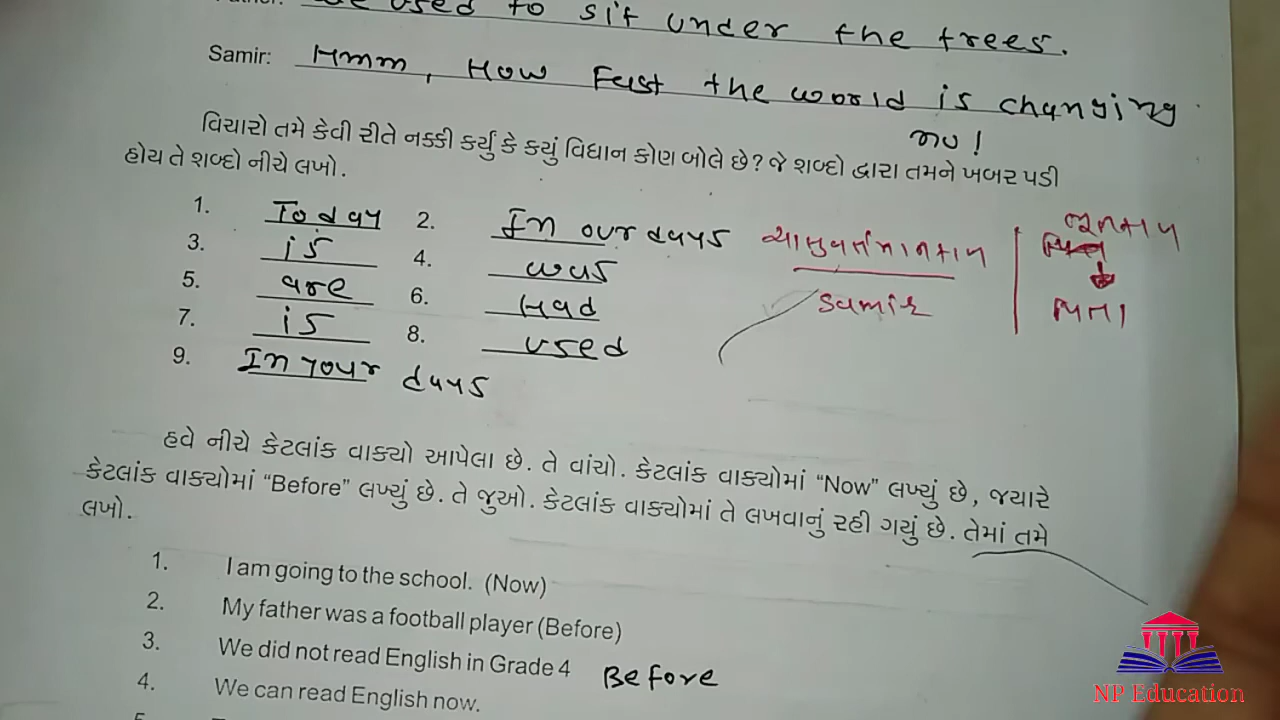 used to sit under the trees.
Samir: Hmm, How Fast the world is changing
વિચારો તમે કેવી રીતે નક્કી કર્યું કે કયું વિધાન કોણ બોલે છે? જે શબ્દો દ્વારા તમને ખબર પડી
હોય તે શબ્દો નીચે લખો.
1. Today 2. In our days
3. is 4. was
5. are 6. Had
7. is 8. used
9. In your days
ચાલુવર્તમાનકાળ
Samir
ભૂતકાળ
પિતા
હવે નીચે કેટલાંક વાક્યો આપેલા છે. તે વાંચો. કેટલાંક વાક્યોમાં “Now” લખ્યું છે, જ્યારે
કેટલાંક વાક્યોમાં “Before” લખ્યું છે. તે જુઓ. કેટલાંક વાક્યોમાં તે લખવાનું રહી ગયું છે. તેમાં તમે
લખો.
1. I am going to the school. (Now)
2. My father was a football player (Before)
3. We did not read English in Grade 4 Before
4. We can read English now.
NP Education